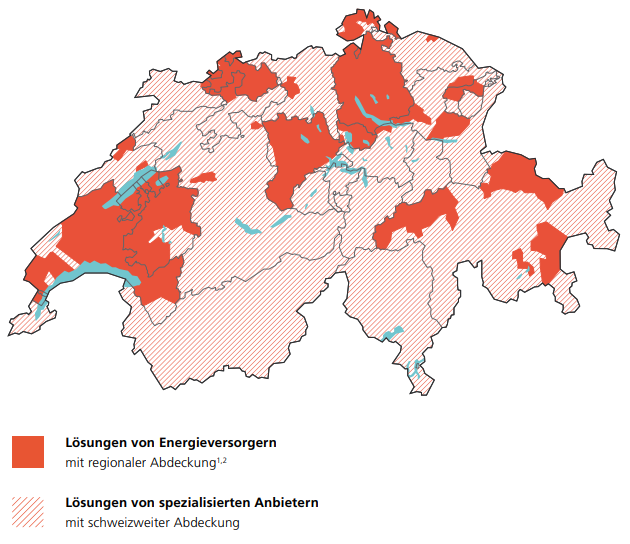 Lösungen von Energieversorgern
mit regionaler Abdeckung¹,²
Lösungen von spezialisierten Anbietern
mit schweizweiter Abdeckung